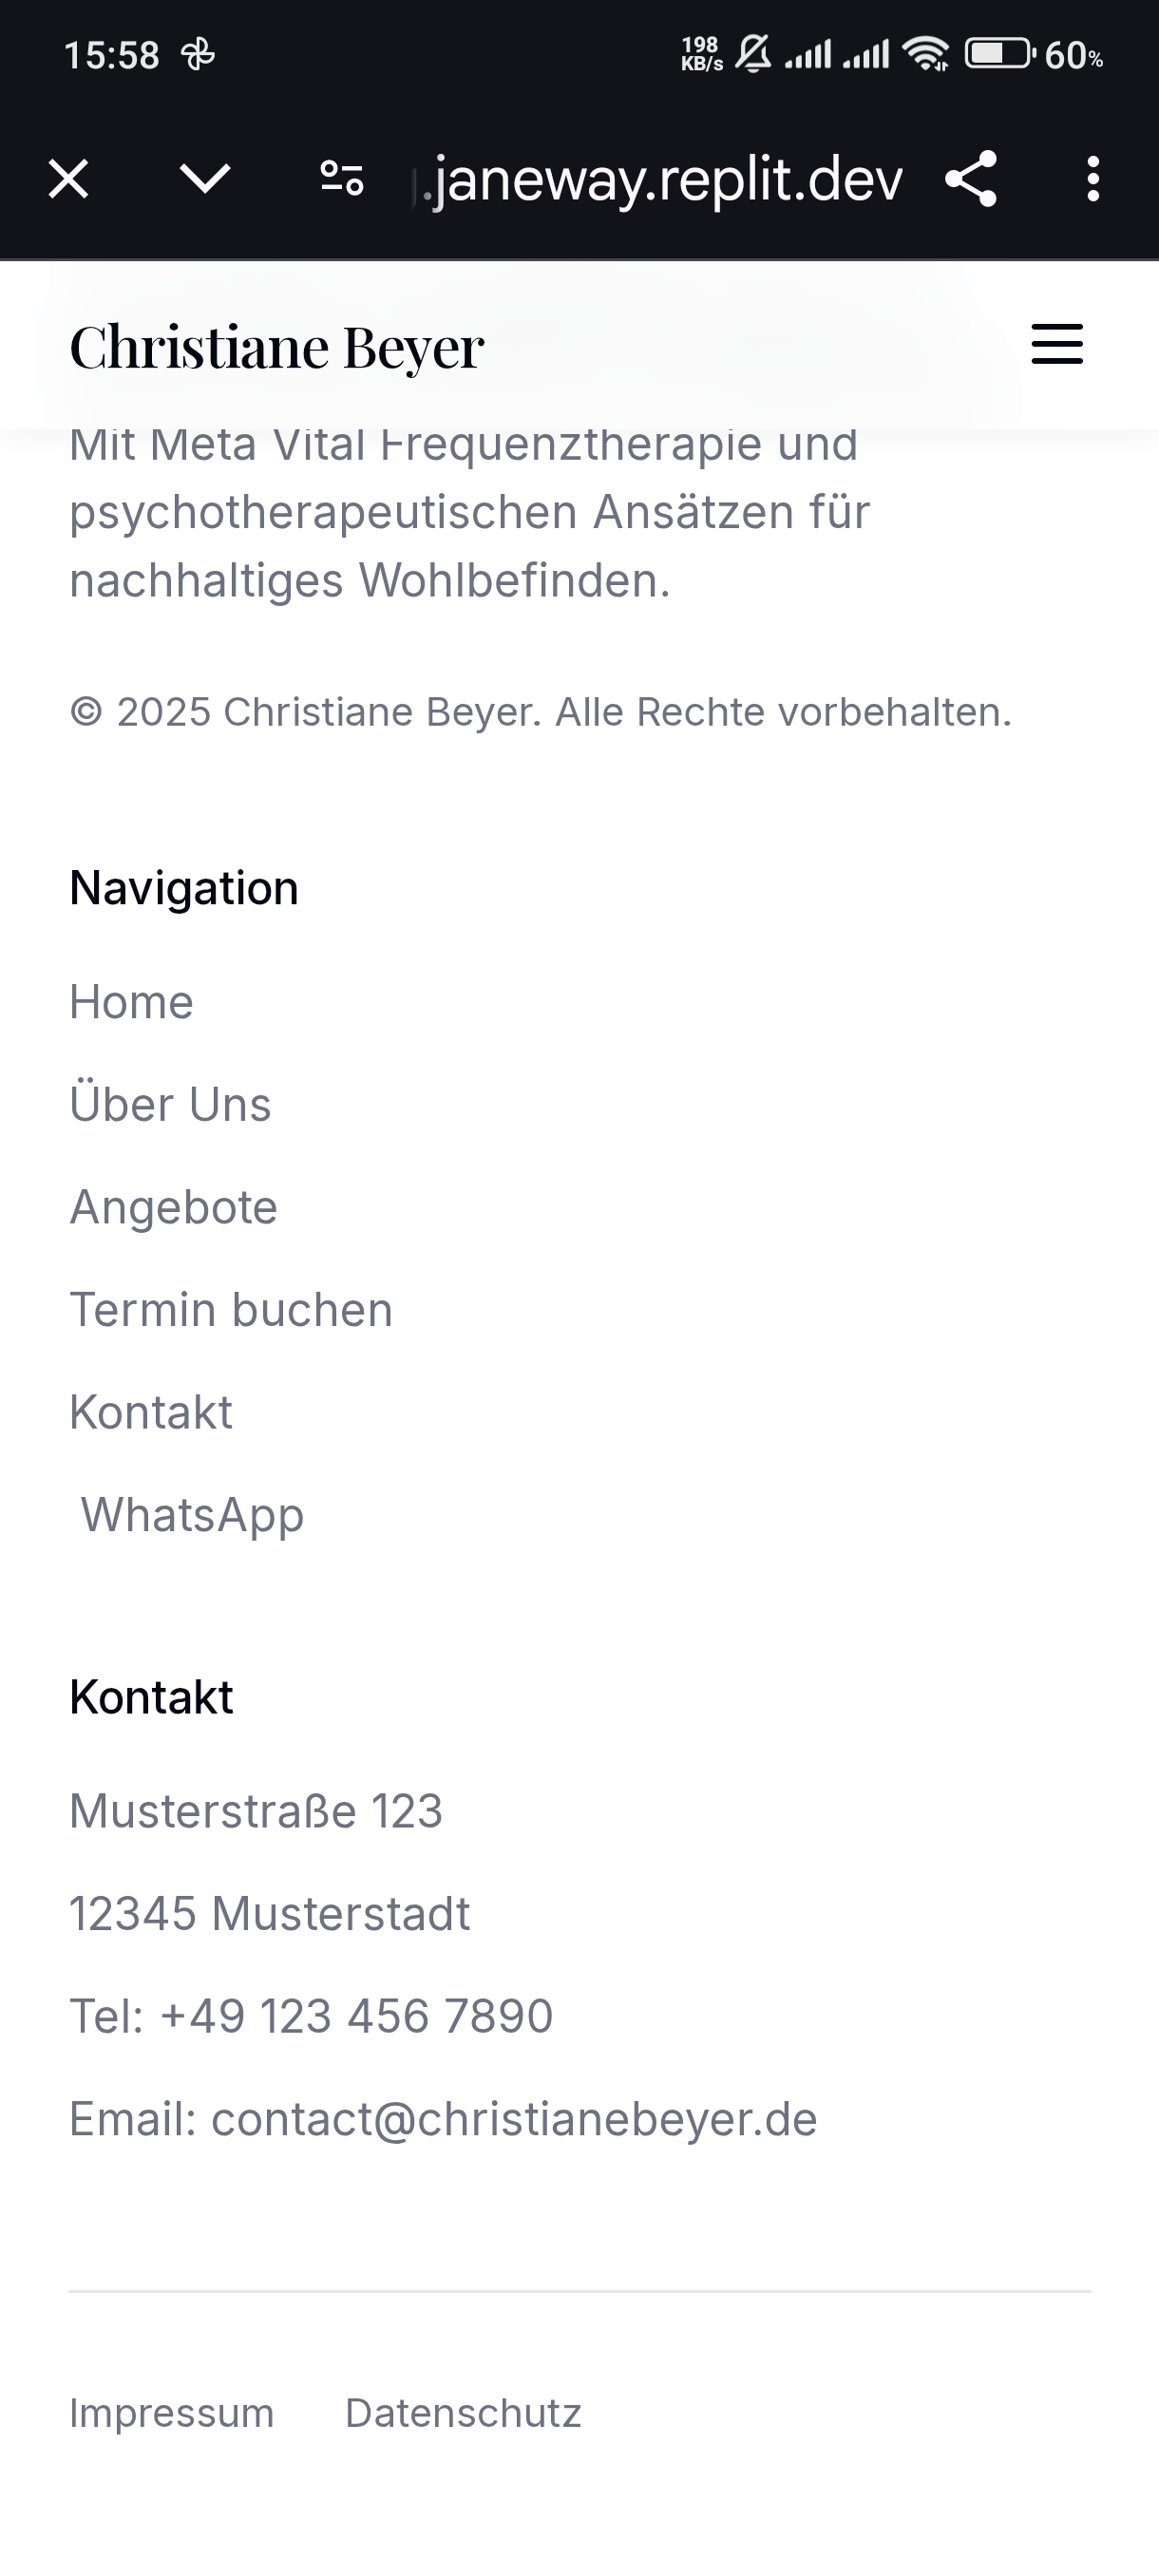 15:58
198
KB/s
60%
.janeway.replit.dev
Christiane Beyer
Mit Meta Vital Frequenztherapie und
psychotherapeutischen Ansätzen für
nachhaltiges Wohlbefinden.
© 2025 Christiane Beyer. Alle Rechte vorbehalten.
Navigation
Home
Über Uns
Angebote
Termin buchen
Kontakt
WhatsApp
Kontakt
Musterstraße 123
12345 Musterstadt
Tel: +49 123 456 7890
Email: contact@christianebeyer.de
Impressum
Datenschutz